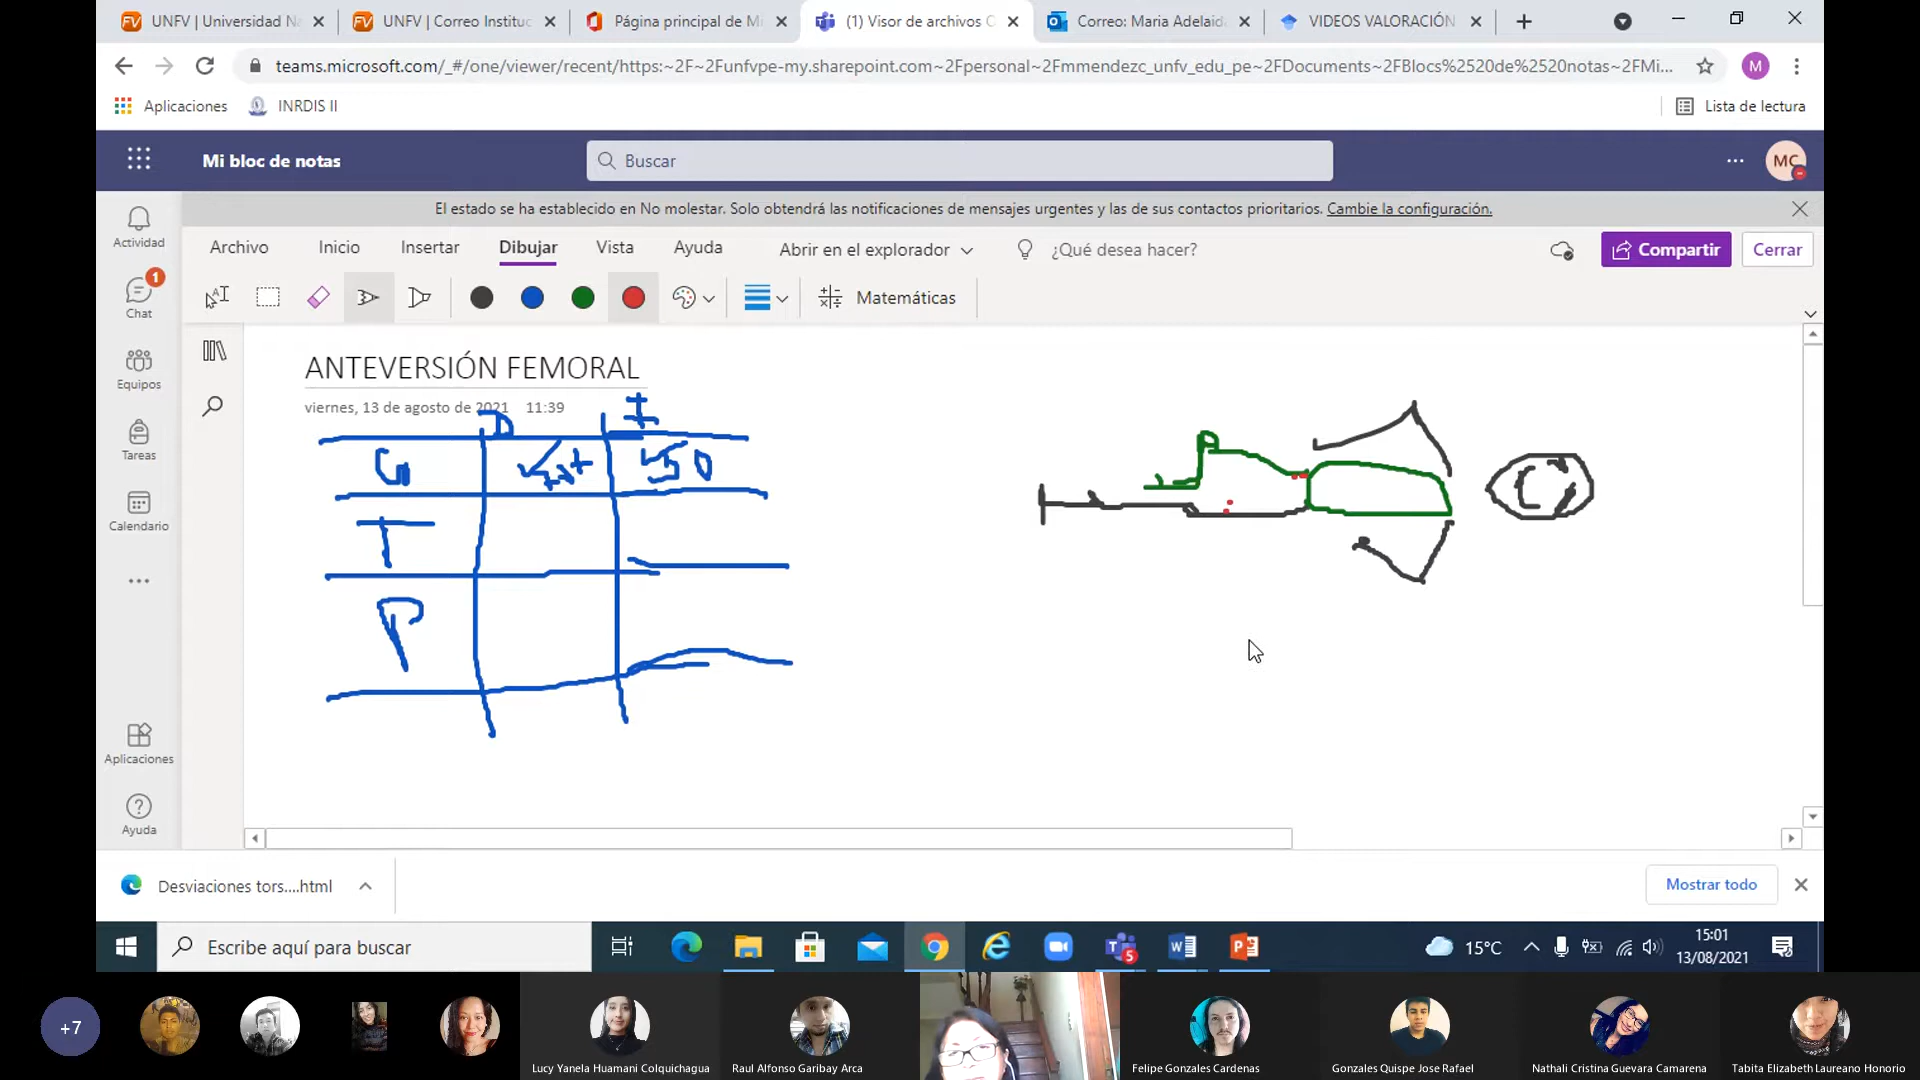 UNFV | Universidad Na
UNFV | Correo Instituc
Página principal de Mi
(1) Visor de archivos O
Correo: Maria Adelaid
VIDEOS VALORACIÓN
teams.microsoft.com/_#/one/viewer/recent/https:~2F~2Funfvpe-my.sharepoint.com~2Fpersonal~2Fmmendezc_unfv_edu_pe~2FDocuments~2FBlocs%2520de%2520notas~2FMi...
M
Aplicaciones
INRDIS II
Lista de lectura
Mi bloc de notas
Buscar
MC
El estado se ha establecido en No molestar. Solo obtendrá las notificaciones de mensajes urgentes y las de sus contactos prioritarios. Cambie la configuración.
Actividad
1
Chat
Equipos
Tareas
Calendario
Aplicaciones
Ayuda
Archivo Inicio Insertar Dibujar Vista Ayuda Abrir en el explorador ¿Qué desea hacer? Compartir Cerrar
Matemáticas
ANTEVERSIÓN FEMORAL
viernes, 13 de agosto de 2021 11:39
D I
G 50
T
P
Desviaciones tors....html
Mostrar todo
Escribe aquí para buscar
5
15°C
15:01
13/08/2021
+7
Lucy Yanela Huamani Colquichagua
Raul Alfonso Garibay Arca
Felipe Gonzales Cardenas
Gonzales Quispe Jose Rafael
Nathali Cristina Guevara Camarena
Tabita Elizabeth Laureano Honorio